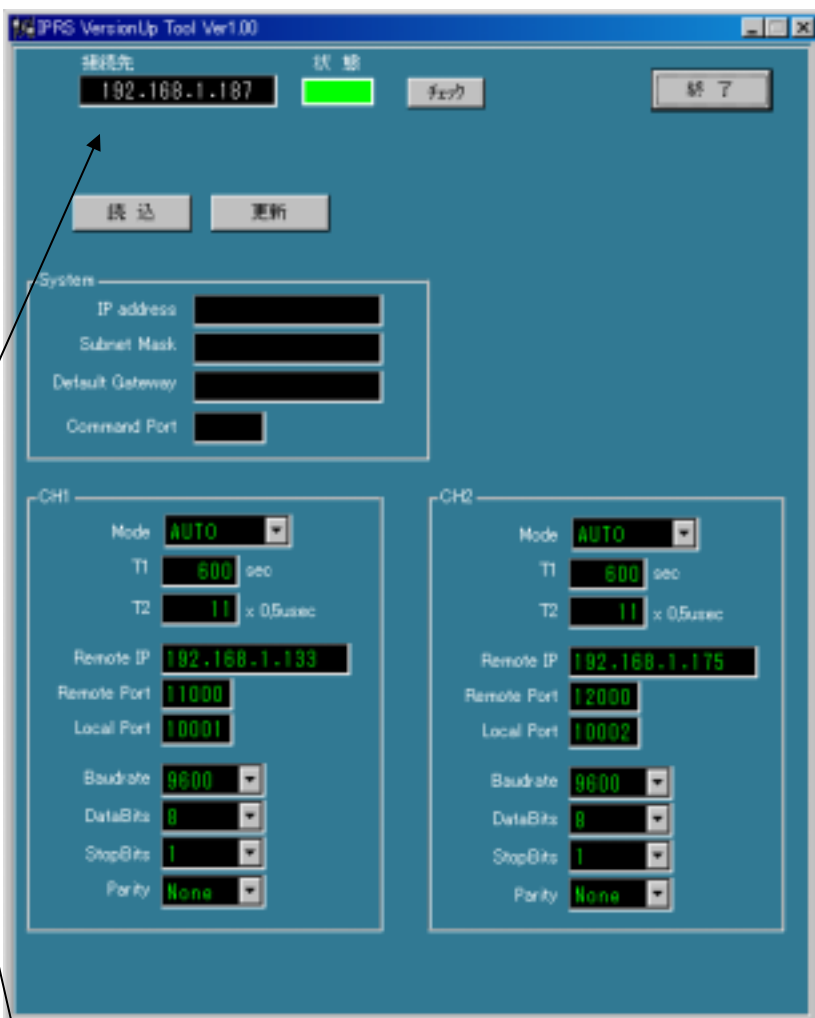 IPRS VersionUp Tool Ver1.00
接続先 状 態
192.168.1.187 チェック 終 了
読 込 更新
System
IP address
Subnet Mask
Default Gateway
Command Port
CH1
Mode AUTO
T1 600 sec
T2 11 x 0,5usec
Remote IP 192.168.1.133
Remote Port 11000
Local Port 10001
Baudrate 9600
DataBits 8
StopBits 1
Parity None
CH2
Mode AUTO
T1 600 sec
T2 11 x 0,5usec
Remote IP 192.168.1.175
Remote Port 12000
Local Port 10002
Baudrate 9600
DataBits 8
StopBits 1
Parity None